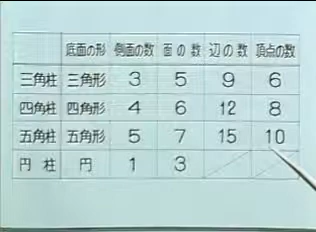 底面の形 側面の数 面の数 辺の数 頂点の数
三角柱 三角形 3 5 9 6
四角柱 四角形 4 6 12 8
五角柱 五角形 5 7 15 10
円柱 円 1 3